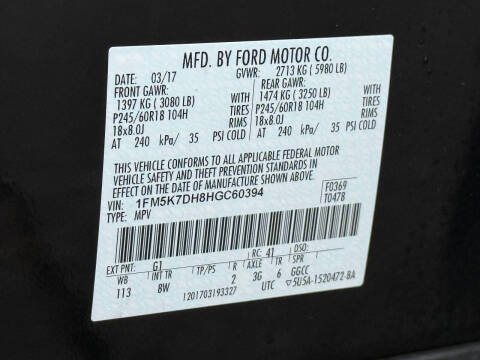 MFD. BY FORD MOTOR CO.
DATE: 03/17 GVWR: 2713 KG ( 5980 LB)
FRONT GAWR: REAR GAWR:
1397 KG ( 3080 LB) WITH 1474 KG ( 3250 LB) WITH
P245/60R18 104H TIRES P245/60R18 104H TIRES
18x8.0J RIMS 18x8.0J RIMS
AT 240 kPa/ 35 PSI COLD AT 240 kPa/ 35 PSI COLD
THIS VEHICLE CONFORMS TO ALL APPLICABLE FEDERAL MOTOR
VEHICLE SAFETY AND THEFT PREVENTION STANDARDS IN
EFFECT ON THE DATE OF MANUFACTURE SHOWN ABOVE.
VIN: 1FM5K7DH8HGC60394 F0369
TYPE: MPV T0478
EXT PNT: G1 RC: 41 DSO:
WB INT TR TP/PS R AXLE TR SPR
113 8W 2 3G 6 GGCC
1201703193327 UTC ▽5U5A-1520472-BA